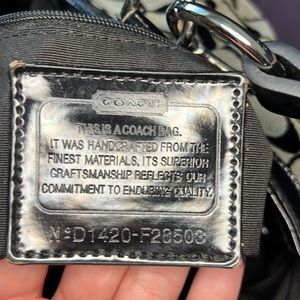 COACH
THIS IS A COACH BAG.
IT WAS HANDCRAFTED FROM THE
FINEST MATERIALS, ITS SUPERIOR
CRAFTSMANSHIP REFLECTS OUR
COMMITMENT TO ENDURING QUALITY.
Nº D1420-F28503